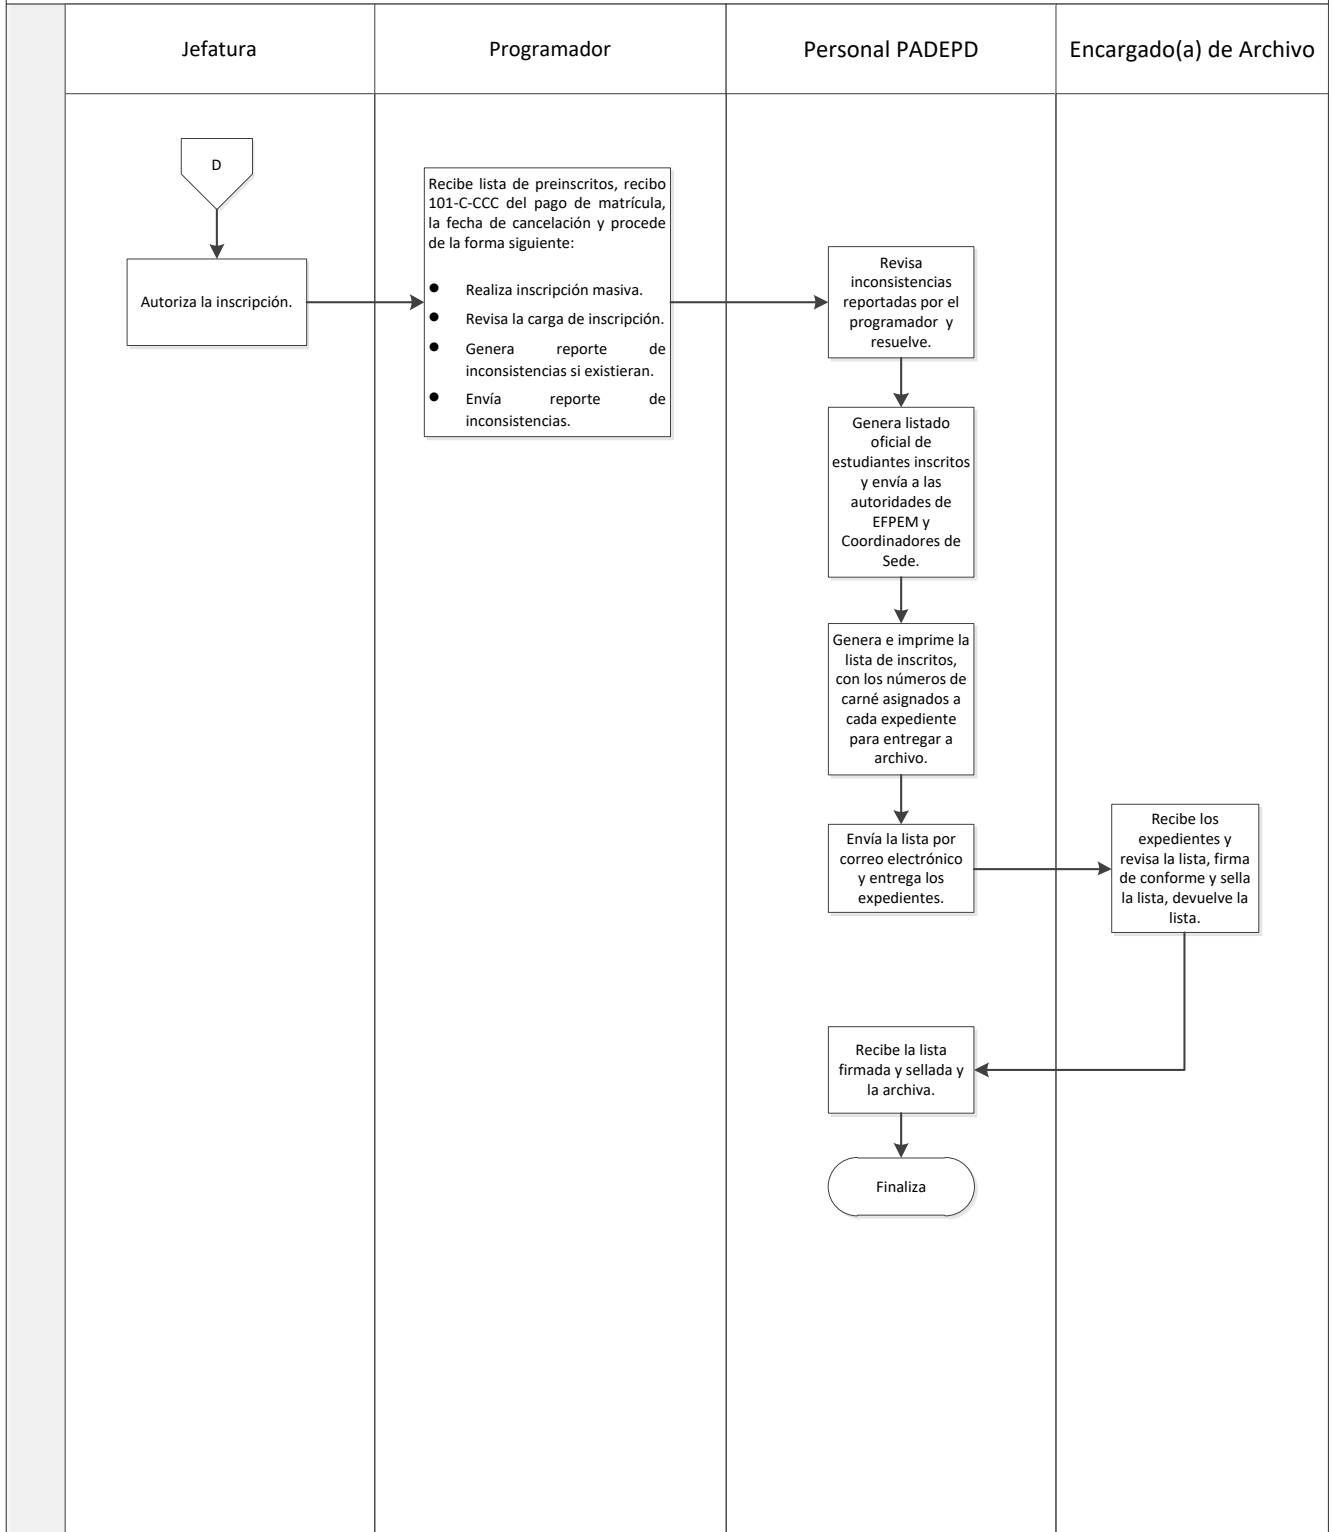 Jefatura
Programador
Personal PADEPD
Encargado(a) de Archivo
D
Autoriza la inscripción.
Recibe lista de preinscritos, recibo
101-C-CCC del pago de matrícula,
la fecha de cancelación y procede
de la forma siguiente:
● Realiza inscripción masiva.
● Revisa la carga de inscripción.
● Genera reporte de
inconsistencias si existieran.
● Envía reporte de
inconsistencias.
Revisa
inconsistencias
reportadas por el
programador y
resuelve.
Genera listado
oficial de
estudiantes inscritos
y envía a las
autoridades de
EFPEM y
Coordinadores de
Sede.
Genera e imprime la
lista de inscritos,
con los números de
carné asignados a
cada expediente
para entregar a
archivo.
Envía la lista por
correo electrónico
y entrega los
expedientes.
Recibe los
expedientes y
revisa la lista, firma
de conforme y sella
la lista, devuelve la
lista.
Recibe la lista
firmada y sellada y
la archiva.
Finaliza